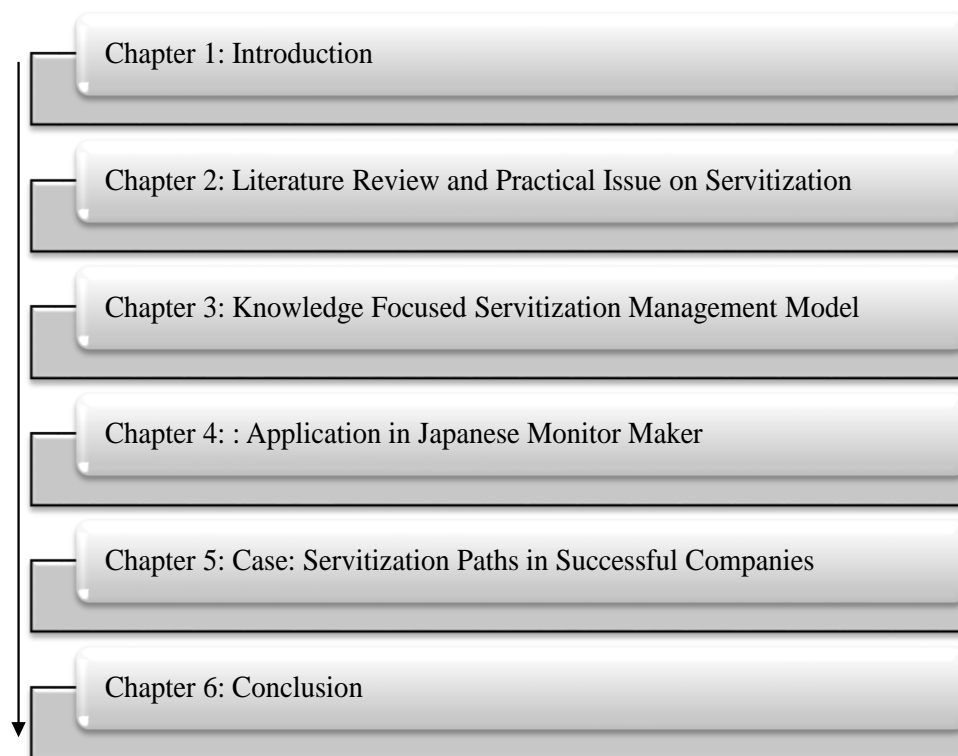 Chapter 1: Introduction
Chapter 2: Literature Review and Practical Issue on Servitization
Chapter 3: Knowledge Focused Servitization Management Model
Chapter 4: : Application in Japanese Monitor Maker
Chapter 5: Case: Servitization Paths in Successful Companies
Chapter 6: Conclusion